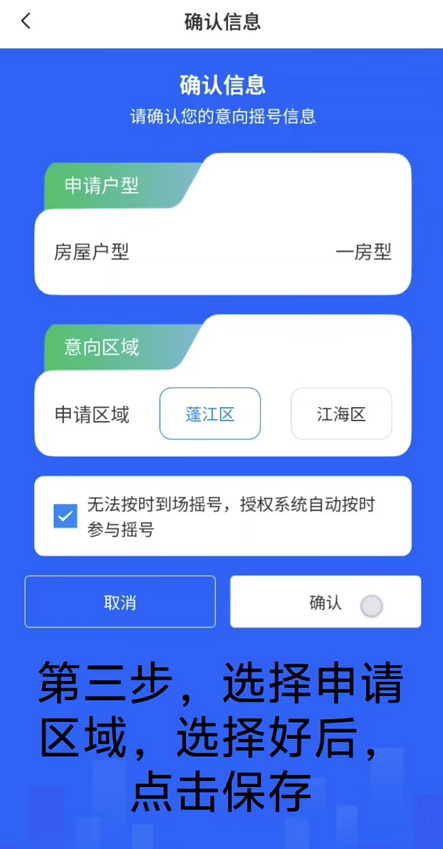 确认信息
确认信息
请确认您的意向摇号信息
申请户型
房屋户型 一房型
意向区域
申请区域 蓬江区 江海区
无法按时到场摇号，授权系统自动按时
参与摇号
取消 确认
第三步，选择申请
区域，选择好后，
点击保存